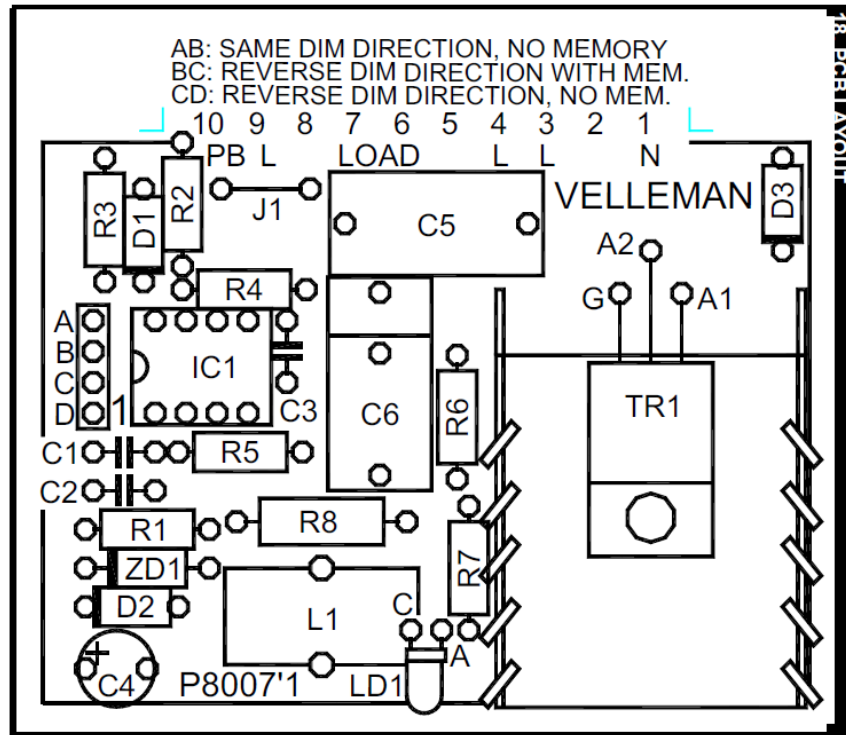 18. PCB LAYOUT
AB: SAME DIM DIRECTION, NO MEMORY
BC: REVERSE DIM DIRECTION WITH MEM.
CD: REVERSE DIM DIRECTION, NO MEM.
10 9 8 7 6 5 4 3 2 1
PB L LOAD L L N
VELLEMAN
R3
D1
R2
J1
C5
D3
A2
R4
G
A1
A
B
C
D
1
IC1
C3
C6
R6
TR1
C1
R5
C2
R1
R8
R7
ZD1
D2
L1
C
A
C4
P8007'1
LD1